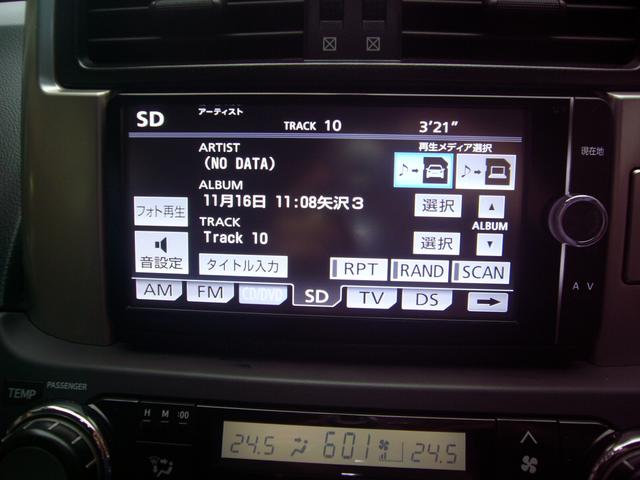 SD
アーティスト
TRACK 10
3'21"
ARTIST
再生メディア選択
(NO DATA)
ALBUM
11月16日 11:08矢沢3
選択
フォト再生
TRACK
ALBUM
Track 10
選択
音設定
タイトル入力
RPT
RAND
SCAN
AM
FM
CD/DVD
SD
TV
DS
現在地
A V
TEMP
PASSENGER
H M :00
24.5
601
24.5